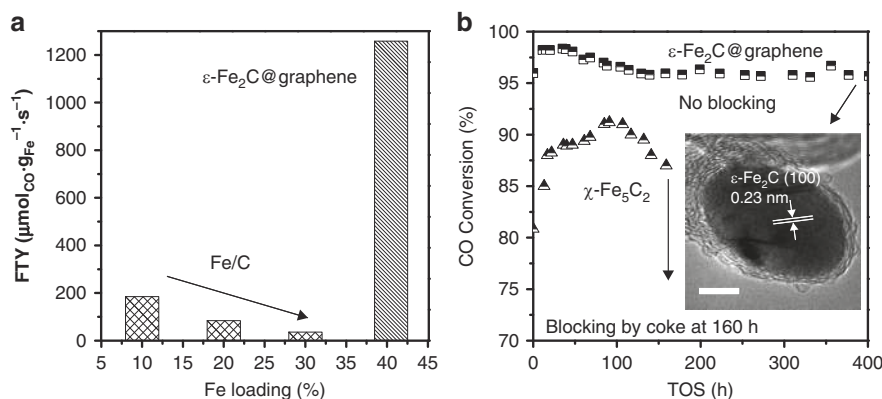 a
FTY (μmolCO·gFe⁻¹·s⁻¹)
1200
1000
800
600
400
200
0
ε-Fe₂C@graphene
Fe/C
5 10 15 20 25 30 35 40 45
Fe loading (%)
b
CO Conversion (%)
100
95
90
85
80
75
70
ε-Fe₂C@graphene
No blocking
χ-Fe₅C₂
ε-Fe₂C (100)
0.23 nm
Blocking by coke at 160 h
0 100 200 300 400
TOS (h)